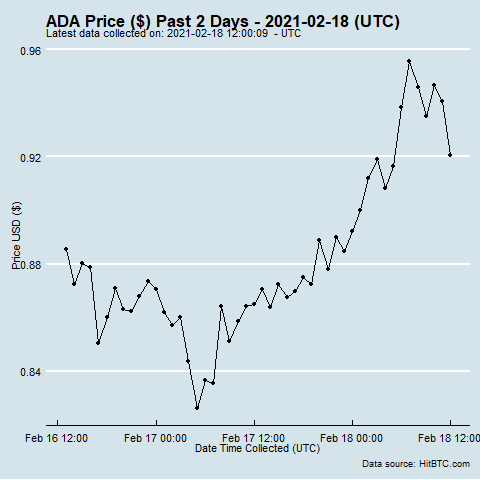 ADA Price ($) Past 2 Days - 2021-02-18 (UTC)
Latest data collected on: 2021-02-18 12:00:09  - UTC
0.96
0.92
0.88
0.84
Price USD ($)
Feb 16 12:00 Feb 17 00:00 Feb 17 12:00 Feb 18 00:00 Feb 18 12:00
Date Time Collected (UTC)
Data source: HitBTC.com